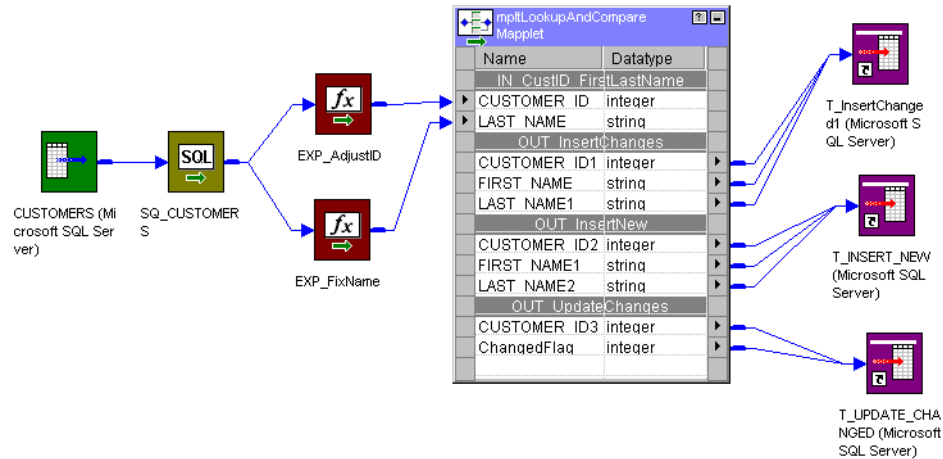 mpltLookupAndCompare
Mapplet
Name Datatype
IN_CustID_FirstLastName
CUSTOMER_ID integer
LAST_NAME string
OUT_InsertChanges
CUSTOMER_ID1 integer
FIRST_NAME string
LAST_NAME1 string
OUT_InsertNew
CUSTOMER_ID2 integer
FIRST_NAME1 string
LAST_NAME2 string
OUT_UpdateChanges
CUSTOMER_ID3 integer
ChangedFlag integer
CUSTOMERS (Mi
crosoft SQL Ser
ver)
SQL
SQ_CUSTOMER
S
fx
EXP_AdjustID
fx
EXP_FixName
T_InsertChange
d1 (Microsoft S
QL Server)
T_INSERT_NEW
(Microsoft SQL
Server)
T_UPDATE_CHA
NGED (Microsoft
SQL Server)